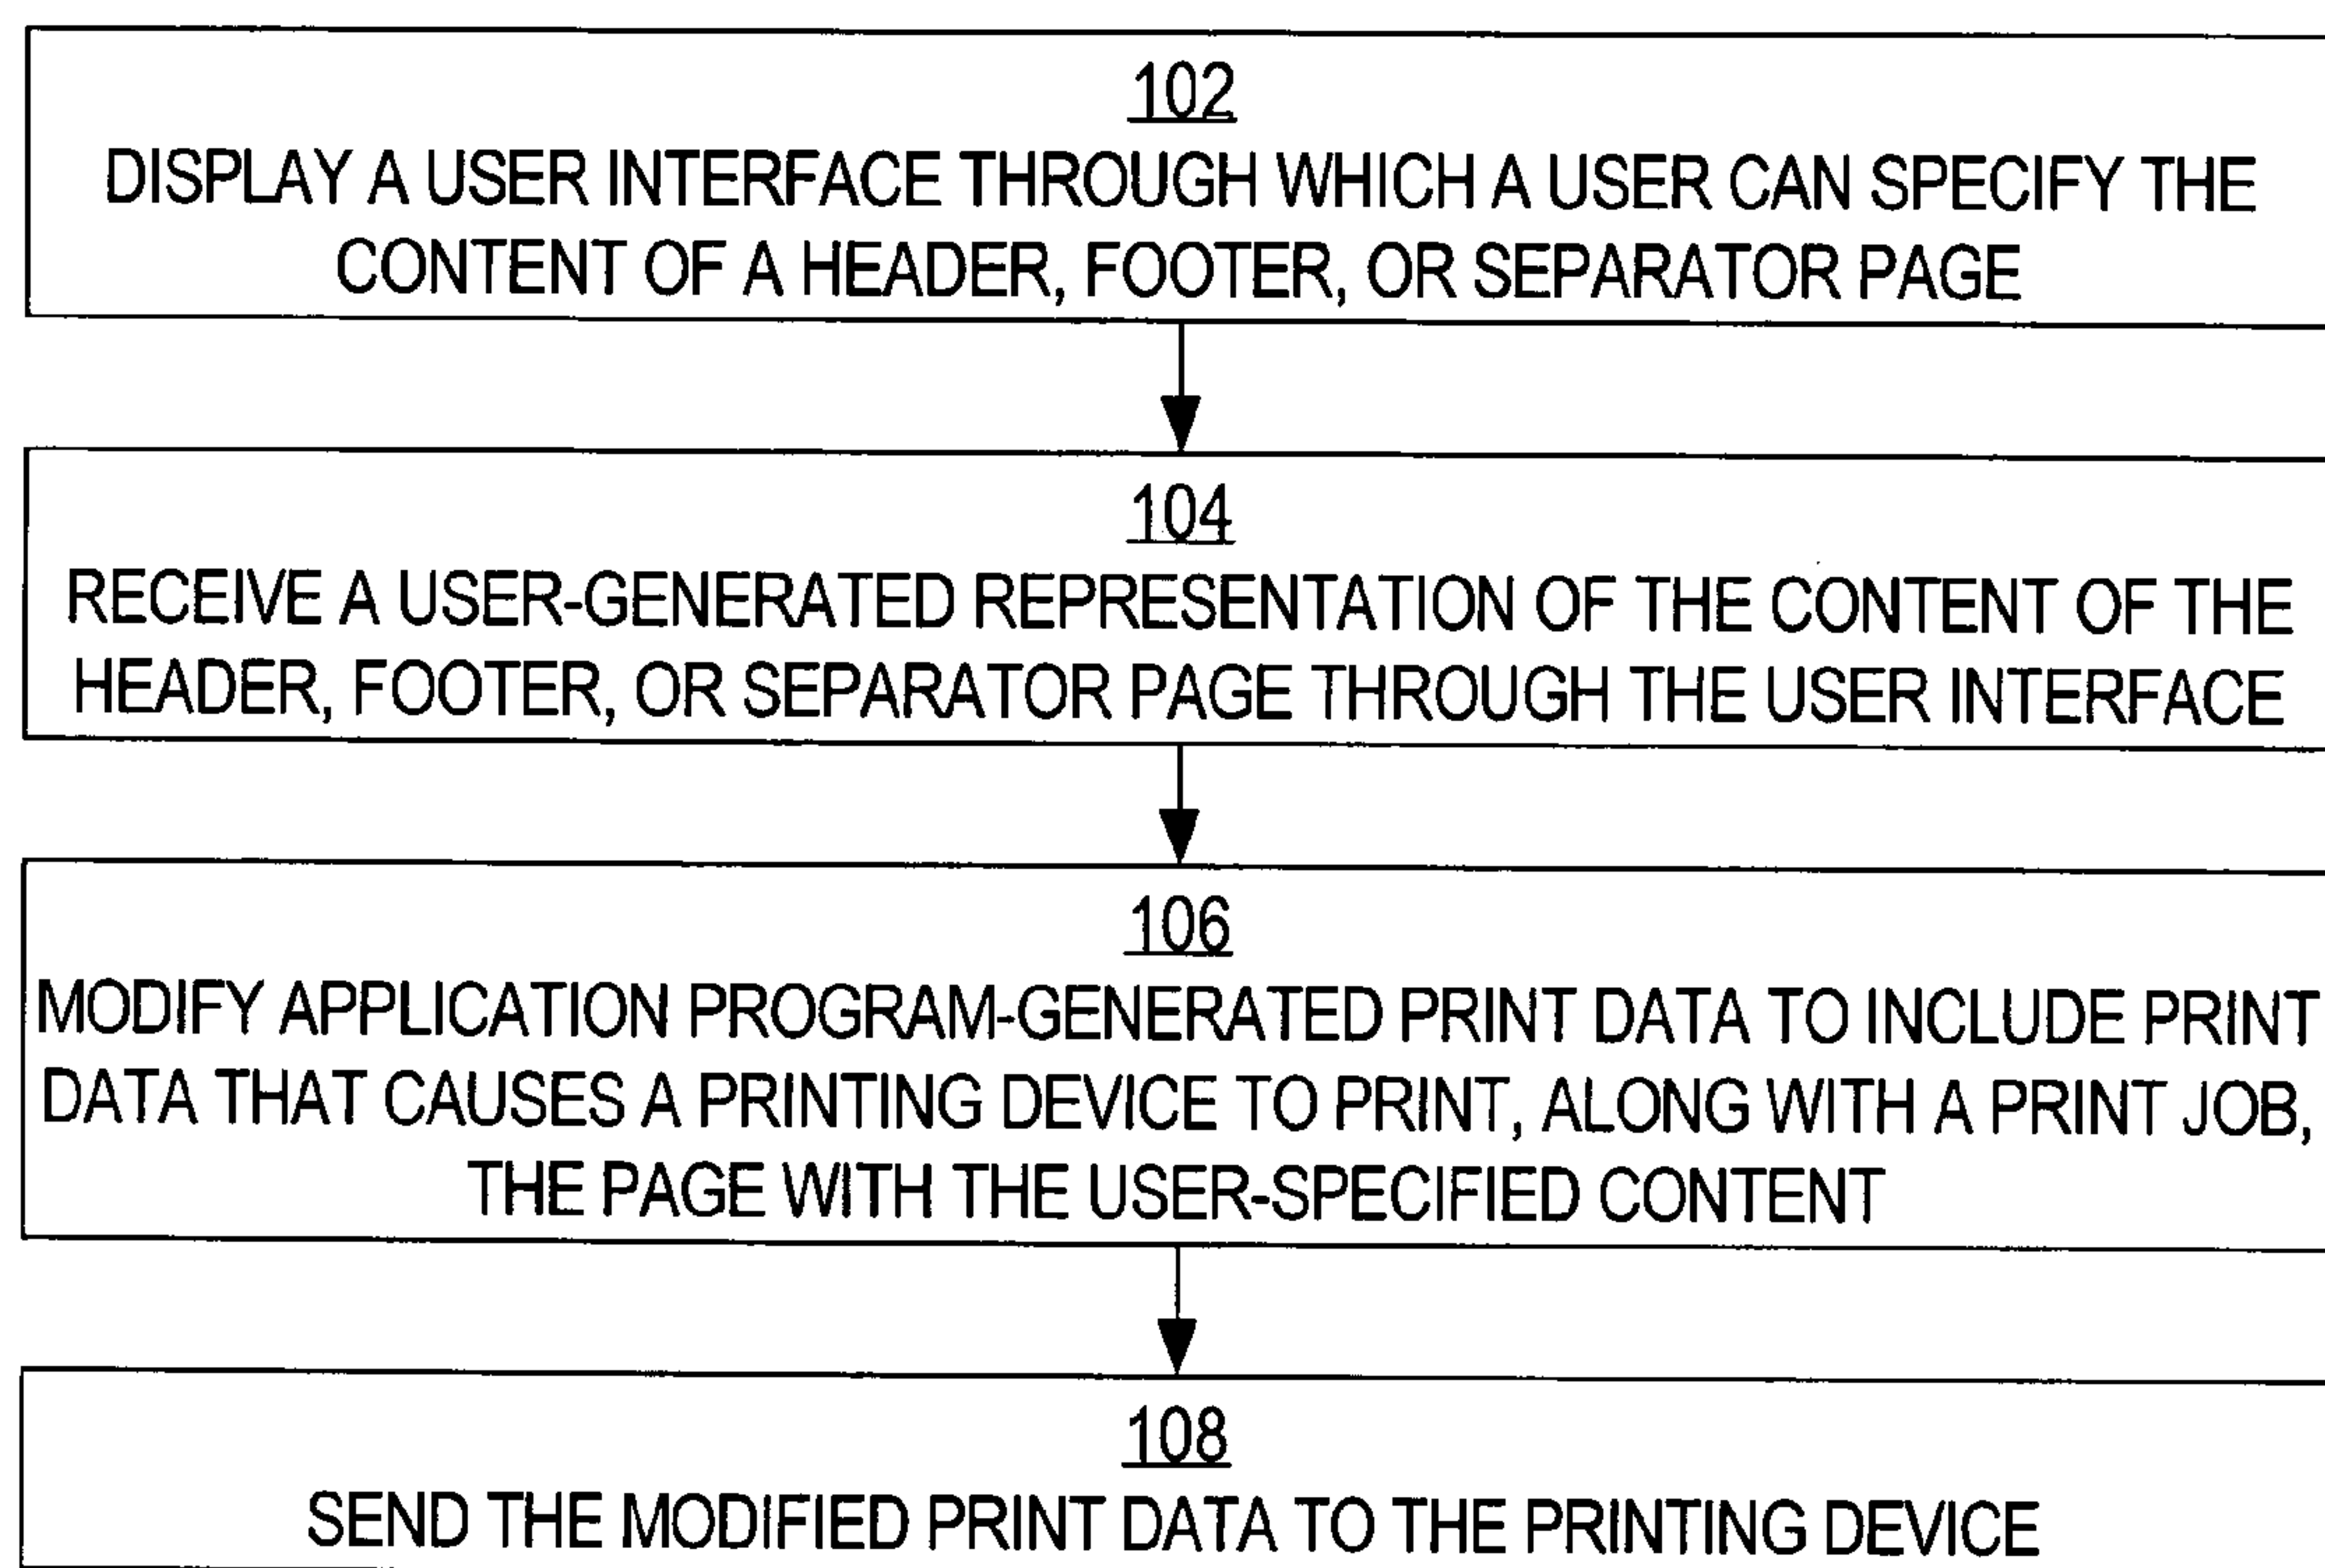 102
DISPLAY A USER INTERFACE THROUGH WHICH A USER CAN SPECIFY THE
CONTENT OF A HEADER, FOOTER, OR SEPARATOR PAGE
104
RECEIVE A USER-GENERATED REPRESENTATION OF THE CONTENT OF THE
HEADER, FOOTER, OR SEPARATOR PAGE THROUGH THE USER INTERFACE
106
MODIFY APPLICATION PROGRAM-GENERATED PRINT DATA TO INCLUDE PRINT
DATA THAT CAUSES A PRINTING DEVICE TO PRINT, ALONG WITH A PRINT JOB,
THE PAGE WITH THE USER-SPECIFIED CONTENT
108
SEND THE MODIFIED PRINT DATA TO THE PRINTING DEVICE